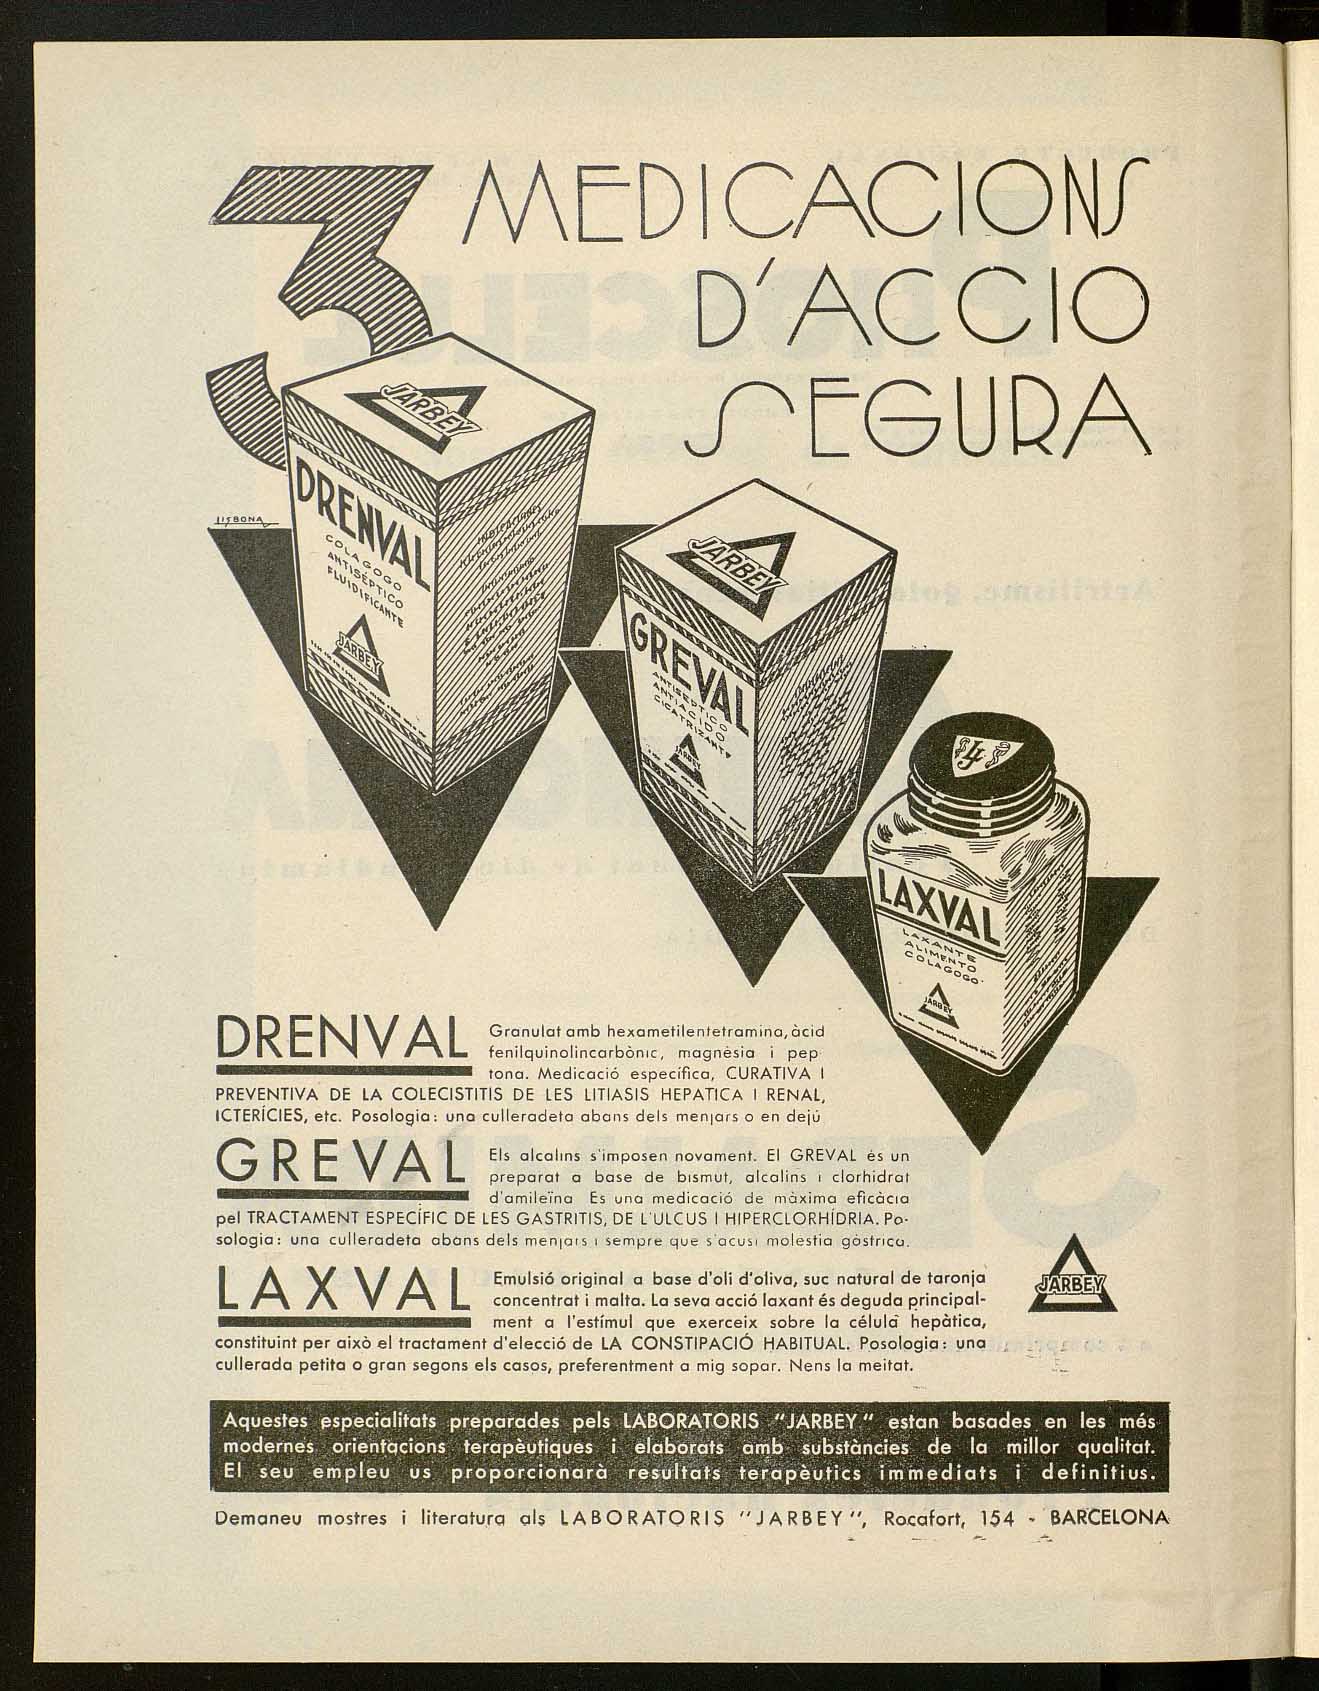 3 MEDICACIONS
D'ACCIO
SEGURA
JARBEY
DRENVAL
COLAGOGO
ANTISÉPTICO
FLUIDIFICANTE
JARBEY
LISBONA
JARBEY
GREVAL
ANTISEPTICO
ANTIACIDO
CICATRIZANTE
JARBEY
LJ
LAXVAL
LAXANTE
ALIMENTO
COLAGOGO
JARBEY
DRENVAL Granulat amb hexametilentetramina, àcid
fenilquinolincarbònic, magnèsia i pep
tona. Medicació específica, CURATIVA I
PREVENTIVA DE LA COLECISTITIS DE LES LITIASIS HEPATICA I RENAL,
ICTERÍCIES, etc. Posologia: una culleradeta abans dels menjars o en dejú
GREVAL Els alcalins s'imposen novament. El GREVAL és un
preparat a base de bismut, alcalins i clorhidrat
d'amileïna Es una medicació de màxima eficàcia
pel TRACTAMENT ESPECÍFIC DE LES GASTRITIS, DE L'ULCUS I HIPERCLORHÍDRIA. Po-
sologia: una culleradeta abans dels menjars i sempre que s'acusi molèstia gàstrica.
LAXVAL Emulsió original a base d'oli d'oliva, suc natural de taronja
concentrat i malta. La seva acció laxant és deguda principal-
ment a l'estímul que exerceix sobre la célula hepàtica,
constituint per això el tractament d'elecció de LA CONSTIPACIÓ HABITUAL. Posologia: una
cullerada petita o gran segons els casos, preferentment a mig sopar. Nens la meitat.
JARBEY
Aquestes especialitats preparades pels LABORATORIS "JARBEY" estan basades en les més
modernes orientacions terapèutiques i elaborats amb substàncies de la millor qualitat.
El seu empleu us proporcionarà resultats terapèutics immediats i definitius.
Demaneu mostres i literatura als LABORATORIS "JARBEY", Rocafort, 154 - BARCELONA